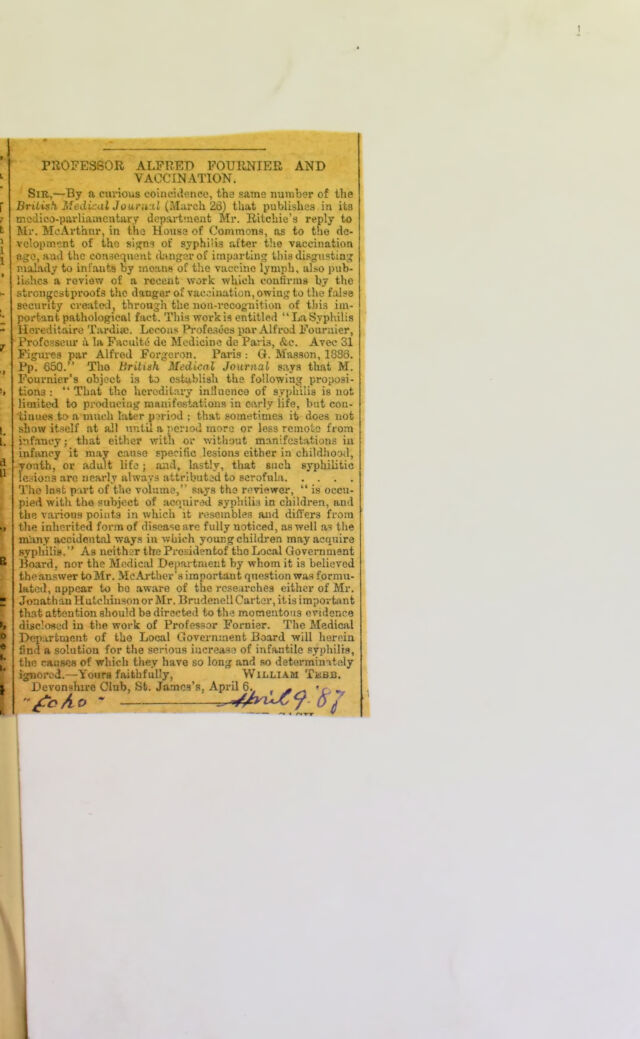 1
PROFESSOR ALFRED FOURNIER AND
VACCINATION.
SIR,—By a curious coincidence, the same number of the
British Medical Journal (March 26) that publishes in its
medico-parliamentary department Mr. Ritchie's reply to
Mr. McArthur, in the House of Commons, as to the de-
velopment of the signs of syphilis after the vaccination
age, and the consequent danger of imparting this disgusting
malady to infants by means of the vaccine lymph, also pub-
lishes a review of a recent work which confirms by the
strongest proofs the danger of vaccination, owing to the false
security created, through the non-recognition of this im-
portant pathological fact. This work is entitled "La Syphilis
Hereditaire Tardiæ. Lecons Profesées par Alfred Fournier,
Professeur à la Faculté de Medicine de Paris, &c. Avec 31
Figures par Alfred Forgeron. Paris: G. Masson, 1886.
Pp. 650." The British Medical Journal says that M.
Fournier's object is to establish the following proposi-
tions: "That the hereditary influence of syphilis is not
limited to producing manifestations in early life, but con-
tinues to a much later period; that sometimes it does not
show itself at all until a period more or less remote from
infancy; that either with or without manifestations in
infancy it may cause specific lesions either in childhood,
youth, or adult life; and, lastly, that such syphilitic
lesions are nearly always attributed to scrofula. . . . .
The last part of the volume," says the reviewer, "is occu-
pied with the subject of acquired syphilis in children, and
the various points in which it resembles and differs from
the inherited form of disease are fully noticed, as well as the
many accidental ways in which young children may acquire
syphilis." As neither the President of the Local Government
Board, nor the Medical Department by whom it is believed
the answer to Mr. McArther's important question was formu-
lated, appear to be aware of the researches either of Mr.
Jonathan Hutchinson or Mr. Brudenell Carter, it is important
that attention should be directed to the momentous evidence
disclosed in the work of Professor Fornier. The Medical
Department of the Local Government Board will herein
find a solution for the serious increase of infantile syphilis,
the causes of which they have so long and so determinately
ignored.—Yours faithfully, WILLIAM TEBB.
Devonshire Club, St. James's, April 6.
"Echo" April 9. '87